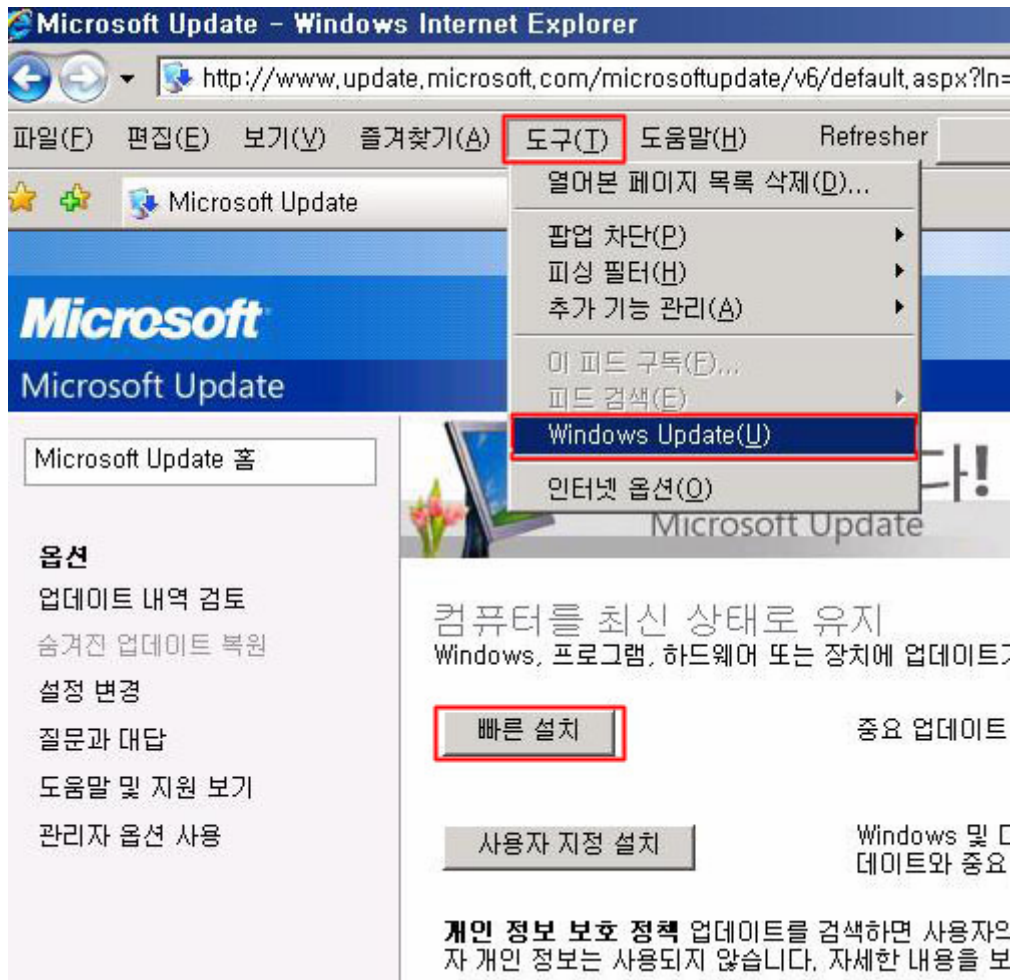 Microsoft Update - Windows Internet Explorer
http://www.update.microsoft.com/microsoftupdate/v6/default.aspx?ln=
파일(F) 편집(E) 보기(V) 즐겨찾기(A) 도구(T) 도움말(H) Refresher
Microsoft Update
열어본 페이지 목록 삭제(D)...
팝업 차단(P)
피싱 필터(H)
추가 기능 관리(A)
이 피드 구독(F)...
피드 검색(E)
Windows Update(U)
인터넷 옵션(O)
Microsoft
Microsoft Update
다!
Microsoft Update
Microsoft Update 홈
옵션
업데이트 내역 검토
숨겨진 업데이트 복원
설정 변경
질문과 대답
도움말 및 지원 보기
관리자 옵션 사용
컴퓨터를 최신 상태로 유지
Windows, 프로그램, 하드웨어 또는 장치에
빠른 설치 중요 업데이트
사용자 지정 설치 Windows 및
데이트와 중요
개인 정보 보호 정책 업데이트를 검색하면
자 개인 정보는 사용되지 않습니다. 자세한 내용을